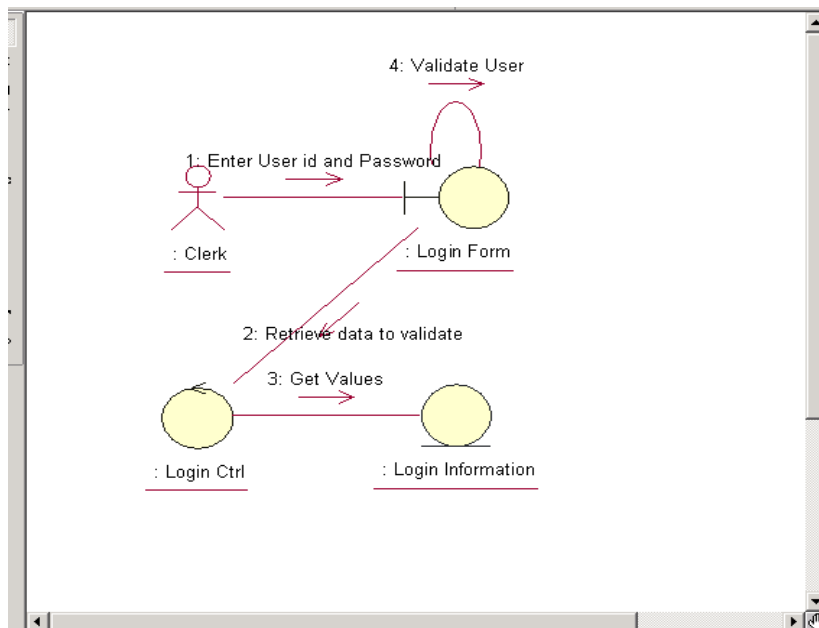 4: Validate User
1: Enter User id and Password
: Clerk
: Login Form
2: Retrieve data to validate
3: Get Values
: Login Ctrl
: Login Information